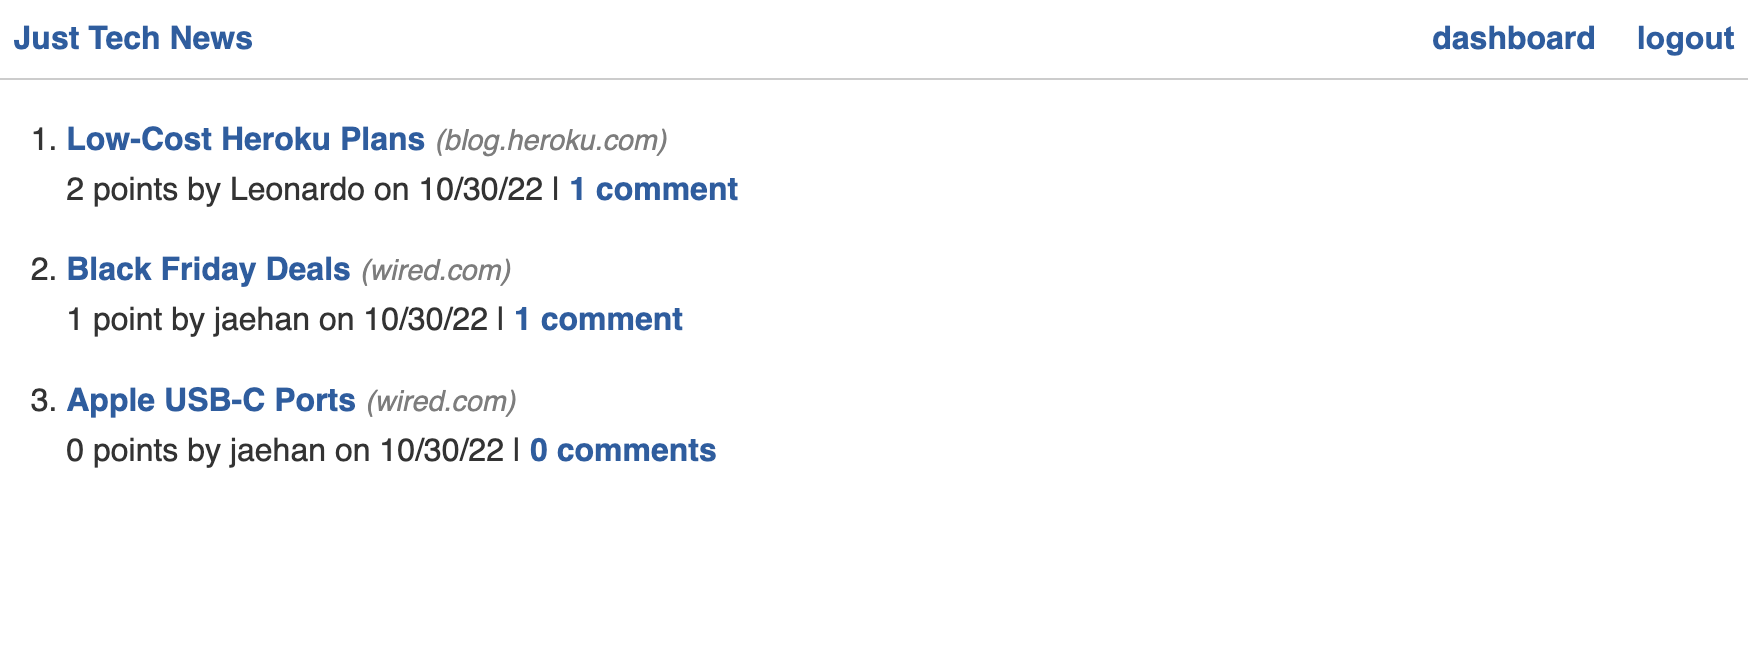 Just Tech News dashboard logout
1. Low-Cost Heroku Plans (blog.heroku.com)
2 points by Leonardo on 10/30/22 | 1 comment
2. Black Friday Deals (wired.com)
1 point by jaehan on 10/30/22 | 1 comment
3. Apple USB-C Ports (wired.com)
0 points by jaehan on 10/30/22 | 0 comments